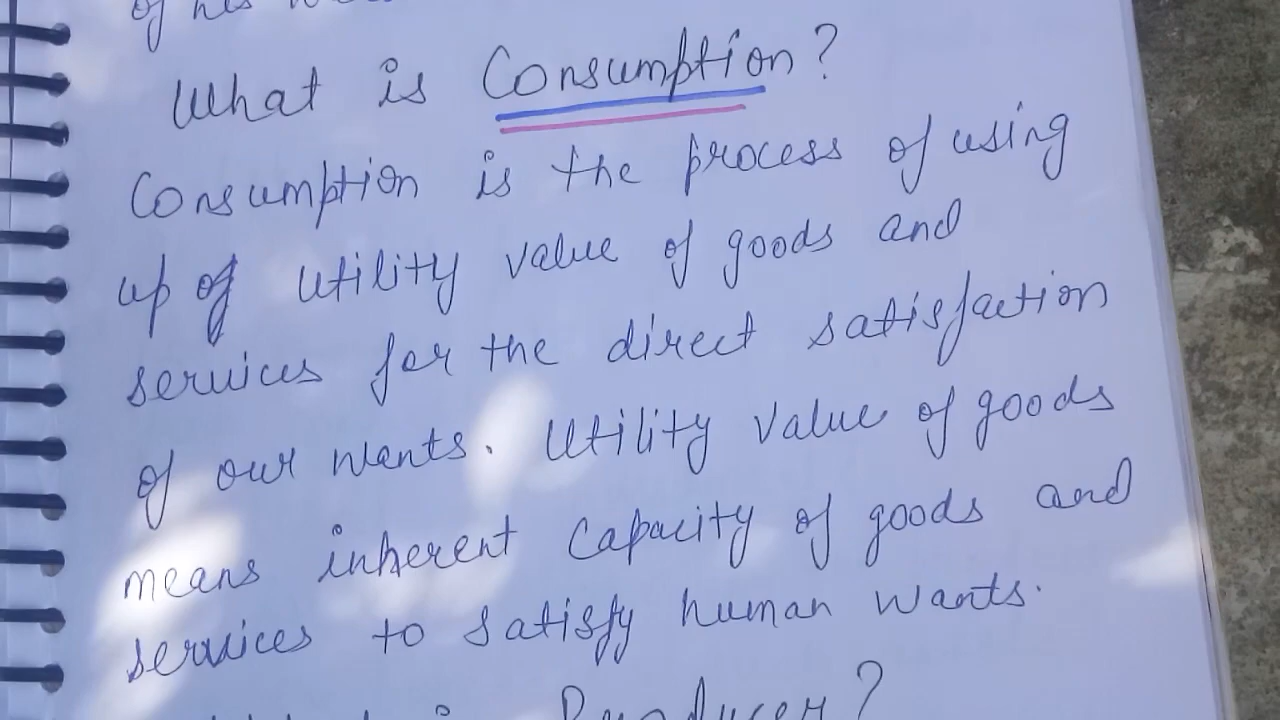 of his
What is Consumption?
Consumption is the process of using
up of utility value of goods and
services for the direct satisfaction
of our wants. Utility value of goods
means inherent capacity of goods and
services to satisfy human wants.
Producer?